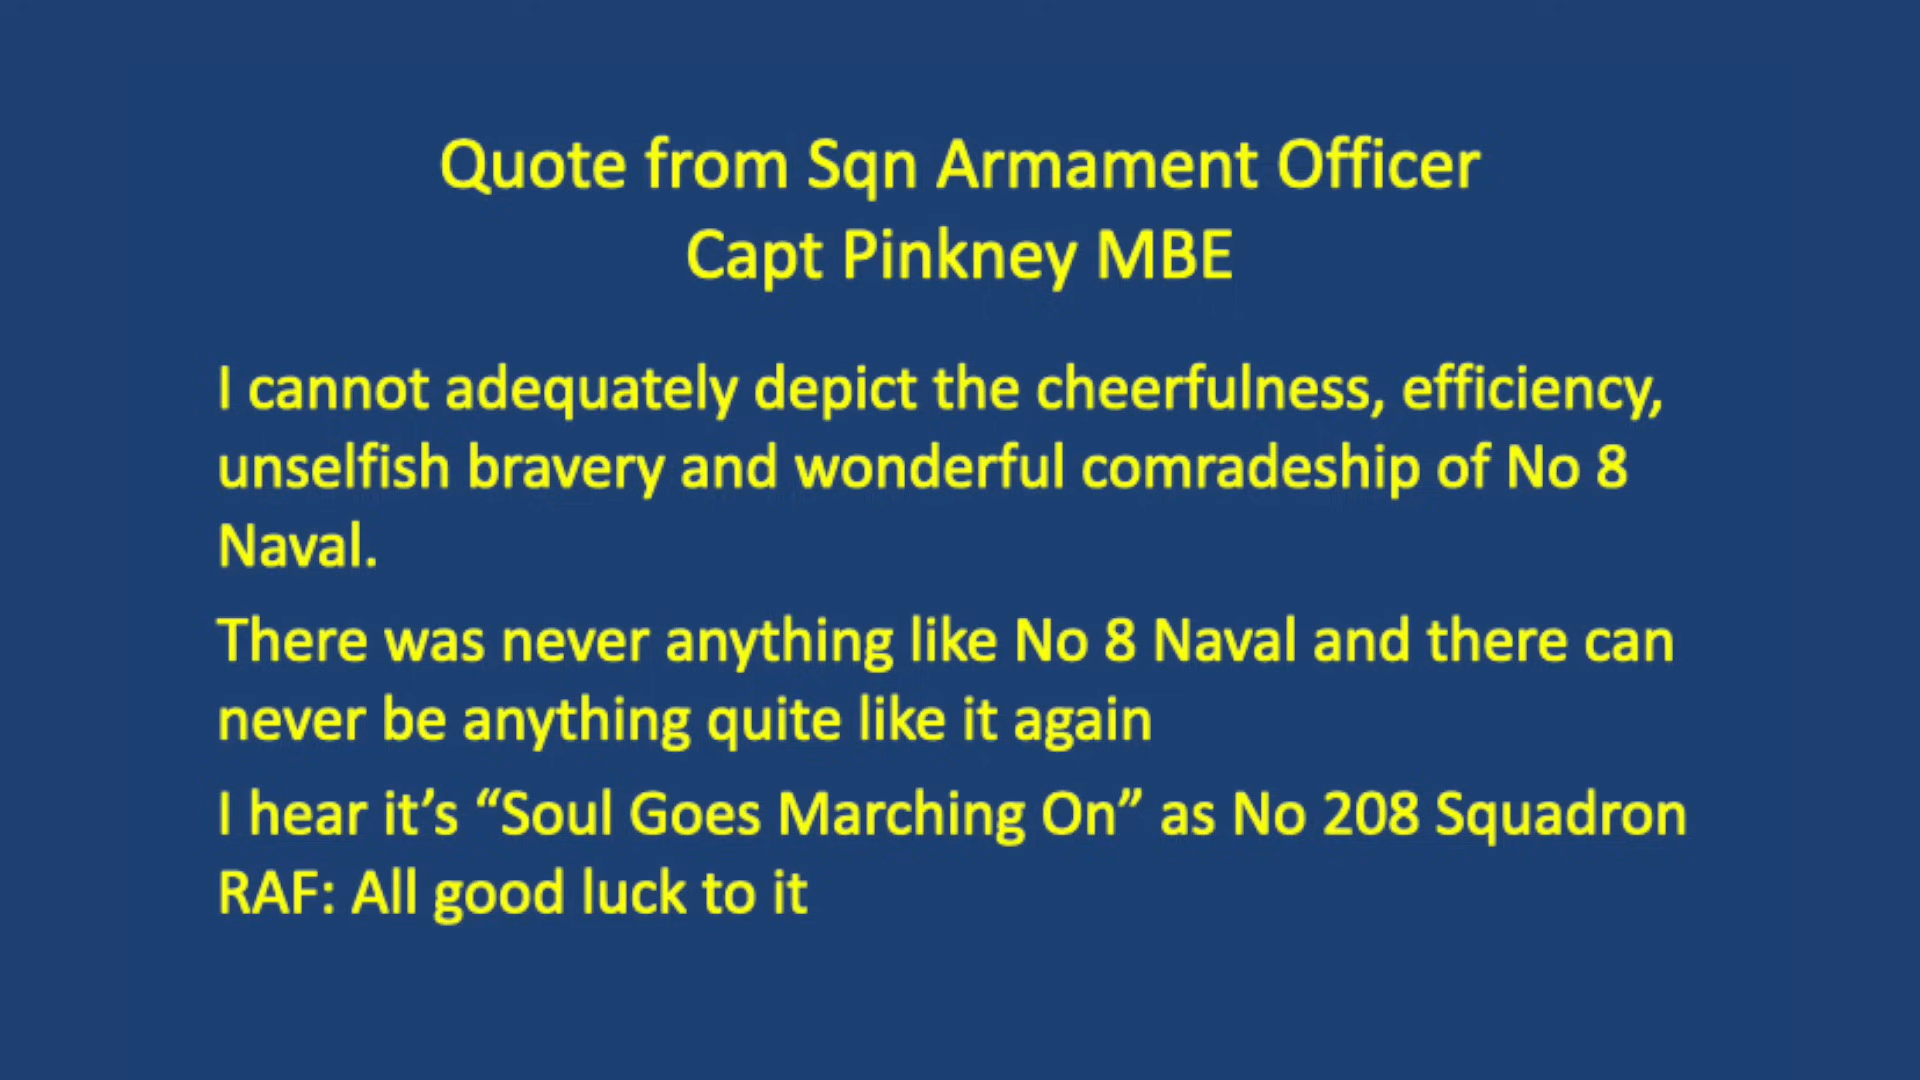 Quote from Sqn Armament Officer
Capt Pinkney MBE
I cannot adequately depict the cheerfulness, efficiency,
unselfish bravery and wonderful comradeship of No 8
Naval.
There was never anything like No 8 Naval and there can
never be anything quite like it again
I hear it’s “Soul Goes Marching On” as No 208 Squadron
RAF: All good luck to it